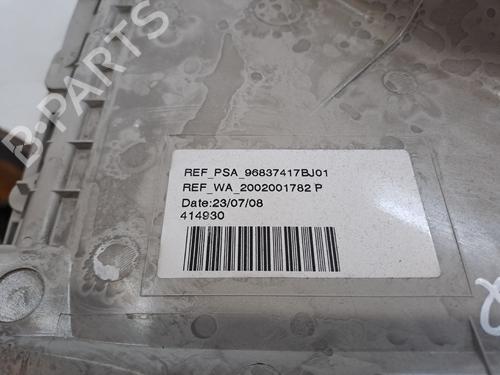 B-PARTS
REF_PSA_96837417BJ01
REF_WA_2002001782 P
Date:23/07/08
414930